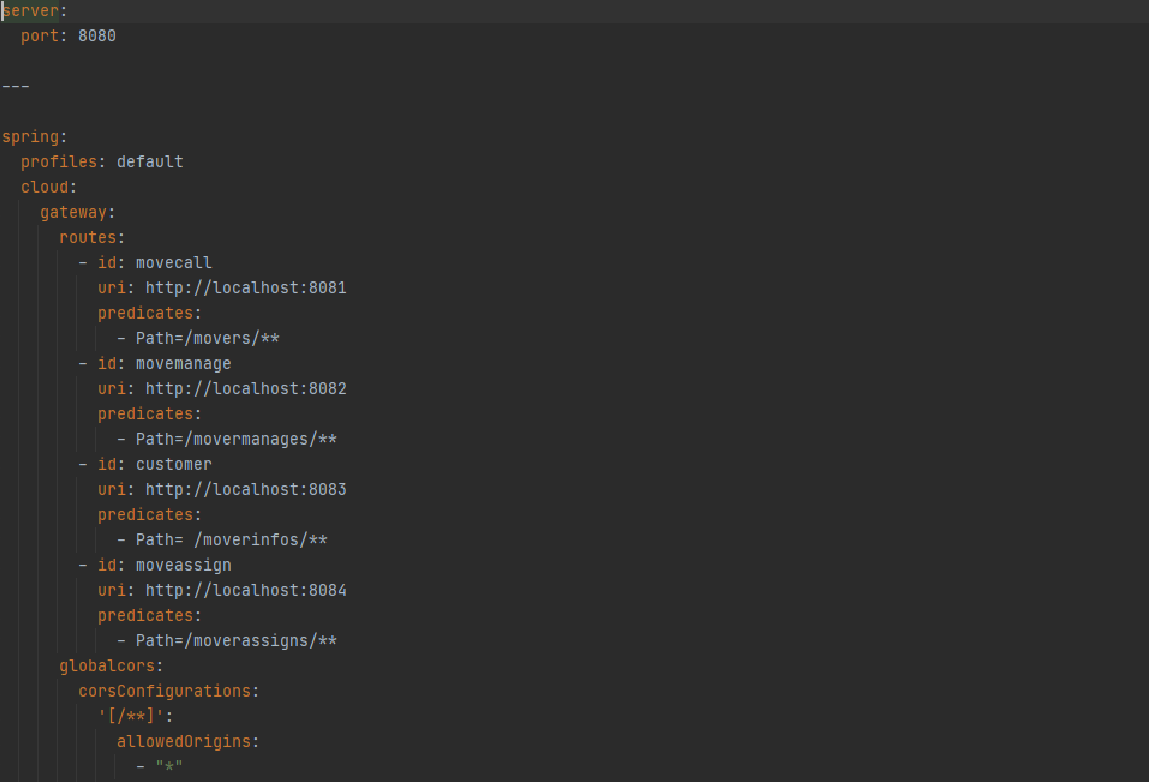 server:
  port: 8080
---
spring:
  profiles: default
  cloud:
    gateway:
      routes:
        - id: movecall
          uri: http://localhost:8081
          predicates:
            - Path=/movers/**
        - id: movemanage
          uri: http://localhost:8082
          predicates:
            - Path=/movermanages/**
        - id: customer
          uri: http://localhost:8083
          predicates:
            - Path= /moverinfos/**
        - id: moveassign
          uri: http://localhost:8084
          predicates:
            - Path=/moverassigns/**
      globalcors:
        corsConfigurations:
          '[/**]':
            allowedOrigins:
              - "*"